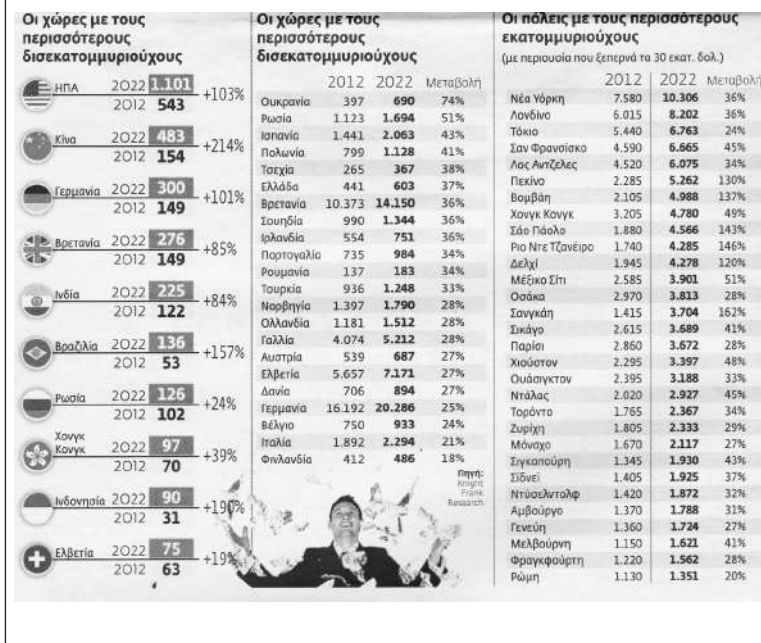 Οι χώρες με τους
περισσότερους
δισεκατομμυριούχους
ΗΠΑ 2022 1.101
2012 543 +103%
Κίνα 2022 483
2012 154 +214%
Γερμανία 2022 300
2012 149 +101%
Βρετανία 2022 276
2012 149 +85%
Ινδία 2022 225
2012 122 +84%
Βραζιλία 2022 136
2012 53 +157%
Ρωσία 2022 126
2012 102 +24%
Χονγκ
Κονγκ 2022 97
2012 70 +39%
Ινδονησία 2022 90
2012 31 +190%
Ελβετία 2022 75
2012 63 +19%
Οι χώρες με τους
περισσότερους
δισεκατομμυριούχους
2012 2022 Μεταβολή
Ουκρανία 397 690 74%
Ρωσία 1.123 1.694 51%
Ισπανία 1.441 2.063 43%
Πολωνία 799 1.128 41%
Τσεχία 265 367 38%
Ελλάδα 441 603 37%
Βρετανία 10.373 14.150 36%
Σουηδία 990 1.344 36%
Ιρλανδία 554 751 36%
Πορτογαλία 735 984 34%
Ρουμανία 137 183 34%
Τουρκία 936 1.248 33%
Νορβηγία 1.397 1.790 28%
Ολλανδία 1.181 1.512 28%
Γαλλία 4.074 5.212 28%
Αυστρία 539 687 27%
Ελβετία 5.657 7.171 27%
Δανία 706 894 27%
Γερμανία 16.192 20.286 25%
Βέλγιο 750 933 24%
Ιταλία 1.892 2.294 21%
Φινλανδία 412 486 18%
Πηγή:
Knight
Frank
Research
Οι πόλεις με τους περισσότερους
εκατομμυριούχους
(με περιουσία που ξεπερνά τα 30 εκατ. δολ.)
2012 2022 Μεταβολή
Νέα Υόρκη 7.580 10.306 36%
Λονδίνο 6.015 8.202 36%
Τόκιο 5.440 6.763 24%
Σαν Φρανσίσκο 4.590 6.665 45%
Λος Αντζελες 4.520 6.075 34%
Πεκίνο 2.285 5.262 130%
Βομβάη 2.105 4.988 137%
Χονγκ Κονγκ 3.205 4.780 49%
Σάο Πάολο 1.880 4.566 143%
Ριο Ντε Τζανέιρο 1.740 4.285 146%
Δελχί 1.945 4.278 120%
Μέξικο Σίτι 2.585 3.901 51%
Οσάκα 2.970 3.813 28%
Σανγκάη 1.415 3.704 162%
Σικάγο 2.615 3.689 41%
Παρίσι 2.860 3.672 28%
Χιούστον 2.295 3.397 48%
Ουάσιγκτον 2.395 3.188 33%
Ντάλας 2.020 2.927 45%
Τορόντο 1.765 2.367 34%
Ζυρίχη 1.805 2.333 29%
Μόναχο 1.670 2.117 27%
Σιγκαπούρη 1.345 1.930 43%
Σίδνεϊ 1.405 1.925 37%
Ντύσελντολφ 1.420 1.872 32%
Αμβούργο 1.370 1.788 31%
Γενεύη 1.360 1.724 27%
Μελβούρνη 1.150 1.621 41%
Φραγκφούρτη 1.220 1.562 28%
Ρώμη 1.130 1.351 20%